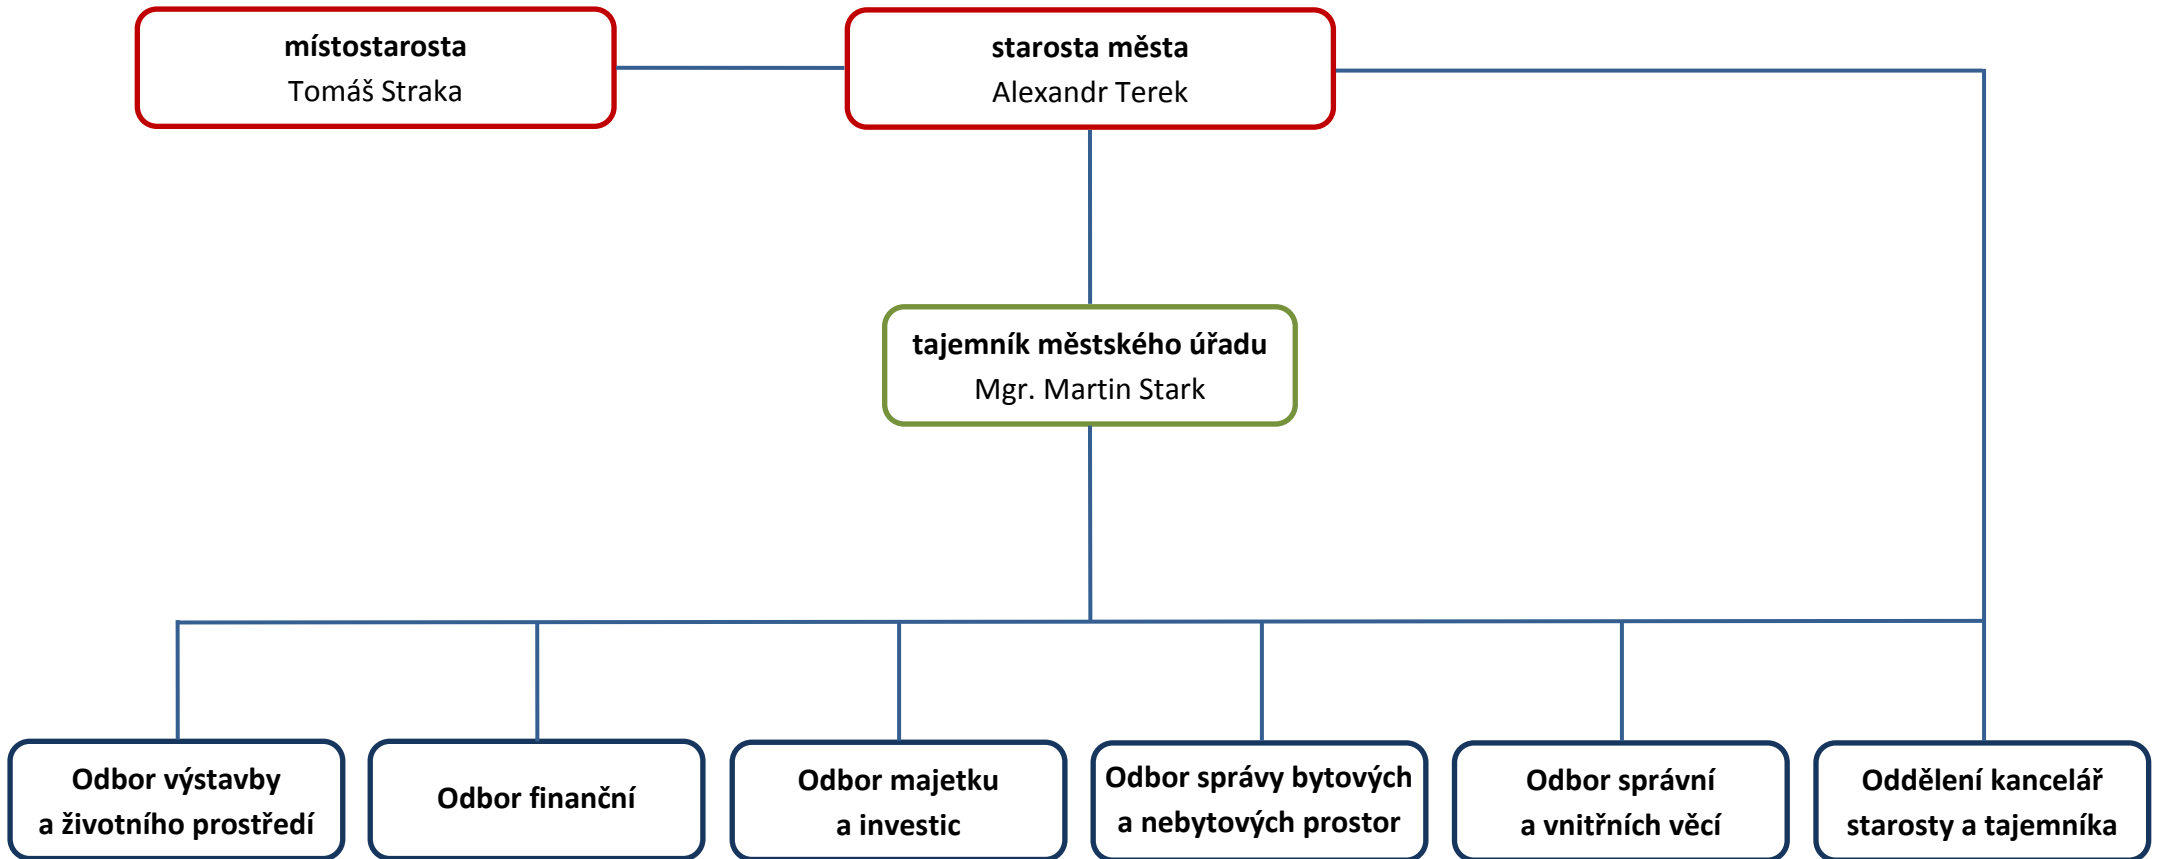 místostarosta
Tomáš Straka
starosta města
Alexandr Terek
tajemník městského úřadu
Mgr. Martin Stark
Odbor výstavby
a životního prostředí
Odbor finanční
Odbor majetku
a investic
Odbor správy bytových
a nebytových prostor
Odbor správní
a vnitřních věcí
Oddělení kancelář
starosty a tajemníka